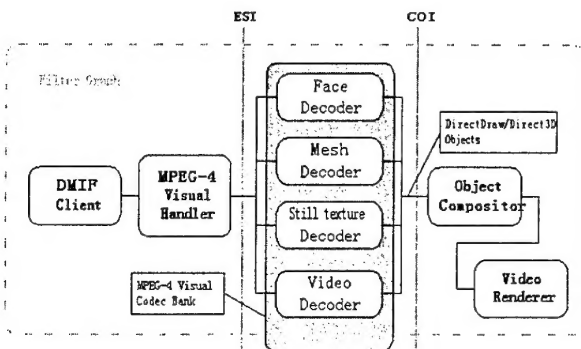 ESI
COI
Filter Graph
Face
Decoder
DirectDraw/Direct3D
Objects
Mesh
Decoder
DMIF
Client
MPEG-4
Visual
Handler
Object
Compositor
Still texture
Decoder
MPEG-4 Visual
Codec Bank
Video
Decoder
Video
Renderer